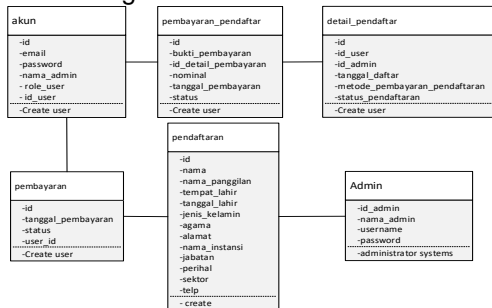 akun
-id
-email
-password
-nama_admin
- role_user
- id_user
-Create user
pembayaran_pendaftar
-id
-bukti_pembayaran
-id_detail_pembayaran
-nominal
-tanggal_pembayaran
-status
-Create user
detail_pendaftar
-id
-id_user
-id_admin
-tanggal_daftar
-metode_pembayaran_pendaftaran
-status_pendaftaran
-Create user
pembayaran
-id
-tanggal_pembayaran
-status
-user_id
-Create user
pendaftaran
-id
-nama
-nama_panggilan
-tempat_lahir
-tanggal_lahir
-jenis_kelamin
-agama
-alamat
-nama_instansi
-jabatan
-perihal
-sektor
-telp
- create
Admin
-id_admin
-nama_admin
-username
-password
-administrator systems